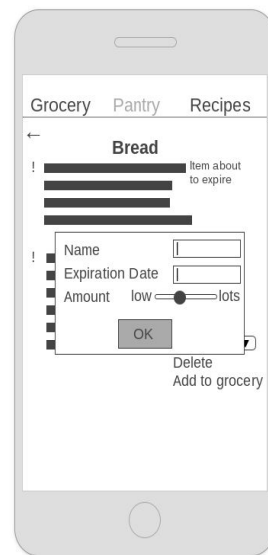 Grocery Pantry Recipes
←
Bread
! Item about
to expire
!
Name
Expiration Date
Amount low lots
OK
Delete
Add to grocery